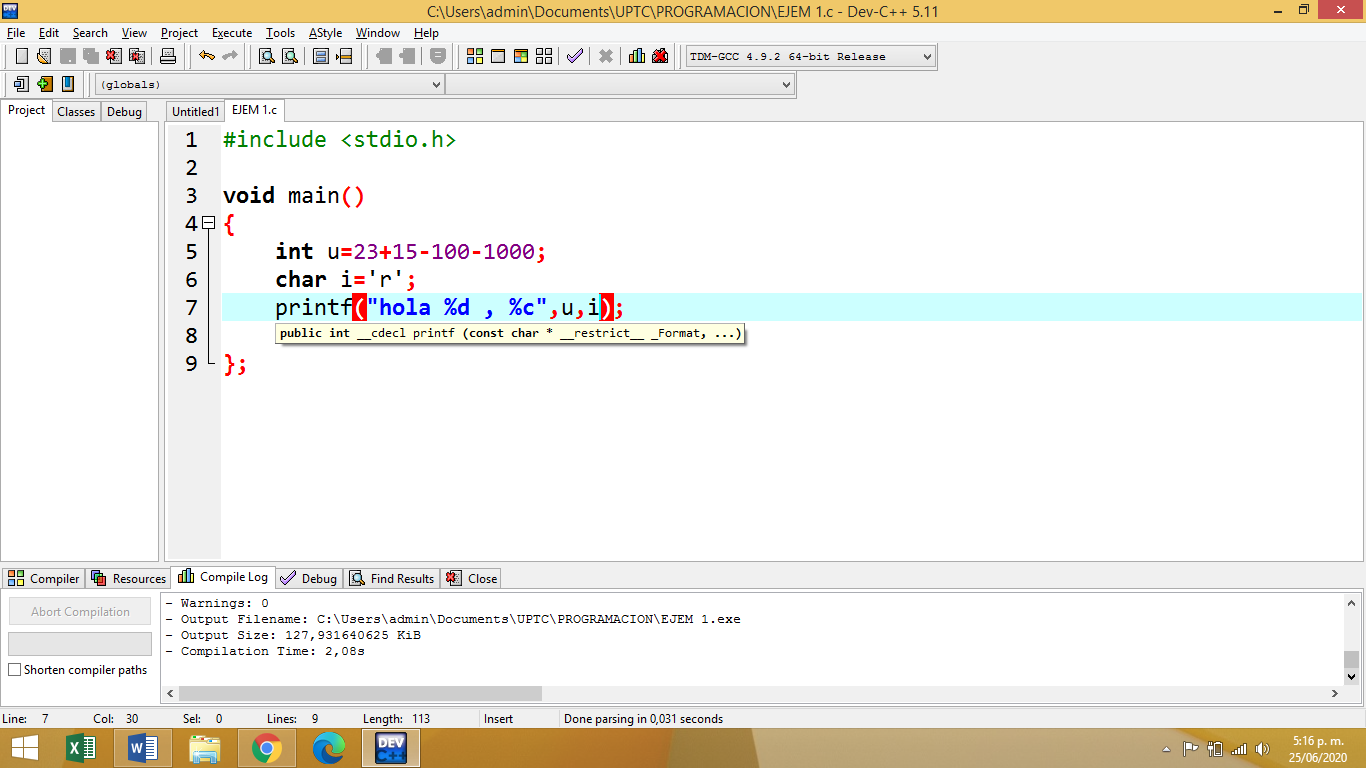 C:\Users\admin\Documents\UPTC\PROGRAMACION\EJEM 1.c - Dev-C++ 5.11
File Edit Search View Project Execute Tools AStyle Window Help
TDM-GCC 4.9.2 64-bit Release
(globals)
Project Classes Debug Untitled1 EJEM 1.c
1 #include <stdio.h>
2
3 void main()
4 {
5 int u=23+15-100-1000;
6 char i='r';
7 printf("hola %d , %c",u,i);
8 public int __cdecl printf (const char * __restrict__ _Format, ...)
9 };
Compiler Resources Compile Log Debug Find Results Close
Abort Compilation
Shorten compiler paths
- Warnings: 0
- Output Filename: C:\Users\admin\Documents\UPTC\PROGRAMACION\EJEM 1.exe
- Output Size: 127,931640625 KiB
- Compilation Time: 2,08s
Line: 7 Col: 30 Sel: 0 Lines: 9 Length: 113 Insert Done parsing in 0,031 seconds
DEV C++
5:16 p. m.
25/06/2020